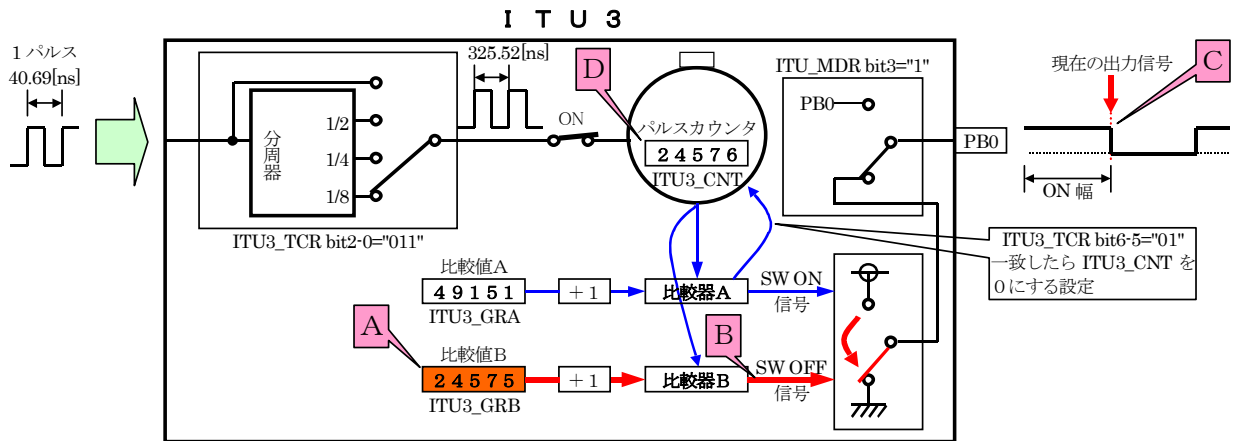 ＩＴＵ３
1 パルス
40.69[ns]
325.52[ns]
分周器
1/2
1/4
1/8
ITU3_TCR bit2-0="011"
ON
D
パルスカウンタ
２４５７６
ITU3_CNT
ITU_MDR bit3="1"
PB0
PB0
現在の出力信号
C
ON 幅
ITU3_TCR bit6-5="01"
一致したら ITU3_CNT を
０にする設定
比較値A
４９１５１
ITU3_GRA
＋1
比較器A
SW ON
信号
A
比較値B
２４５７５
ITU3_GRB
＋1
比較器B
B
SW OFF
信号